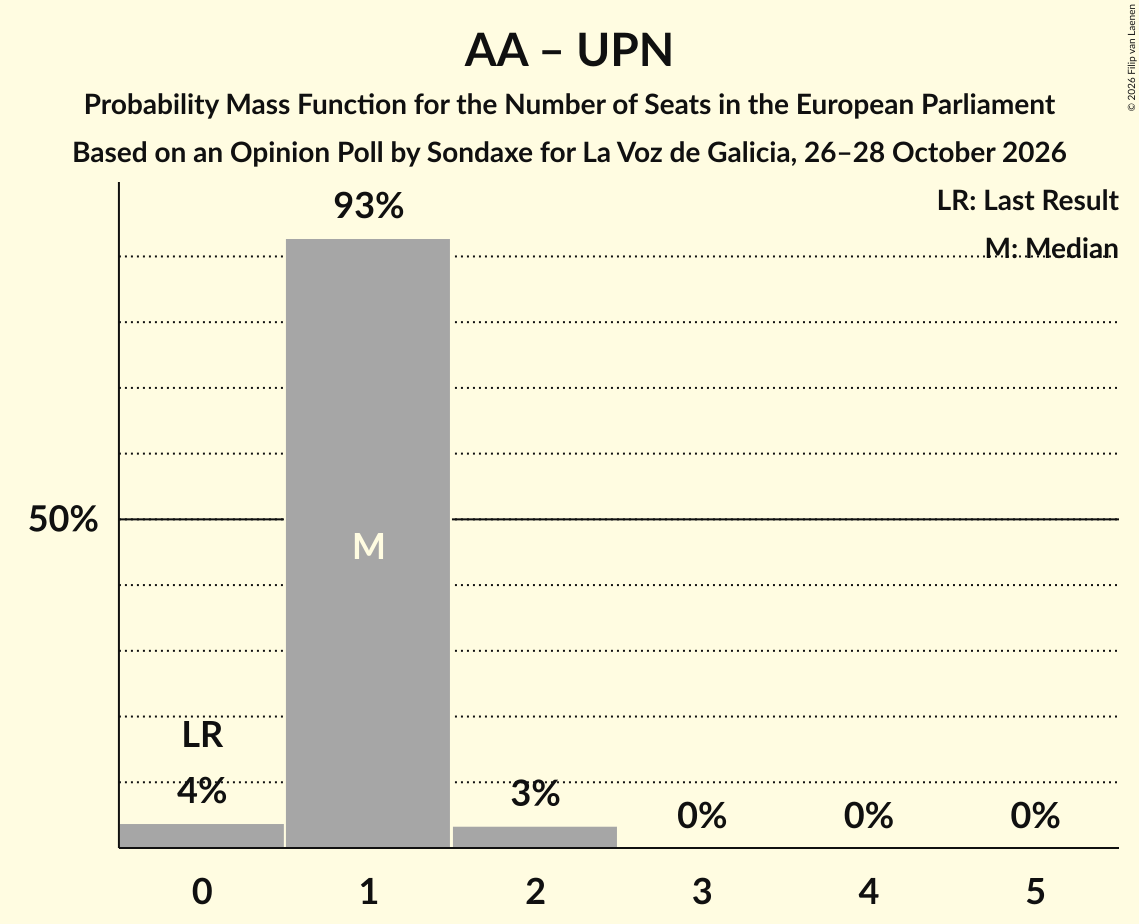 AA – UPN
Probability Mass Function for the Number of Seats in the European Parliament
Based on an Opinion Poll by Sondaxe for La Voz de Galicia, 26–28 October 2026
© 2026 Filip van Laenen
LR: Last Result
M: Median
93%
50%
M
LR
4%
3%
0%
0%
0%
0
1
2
3
4
5